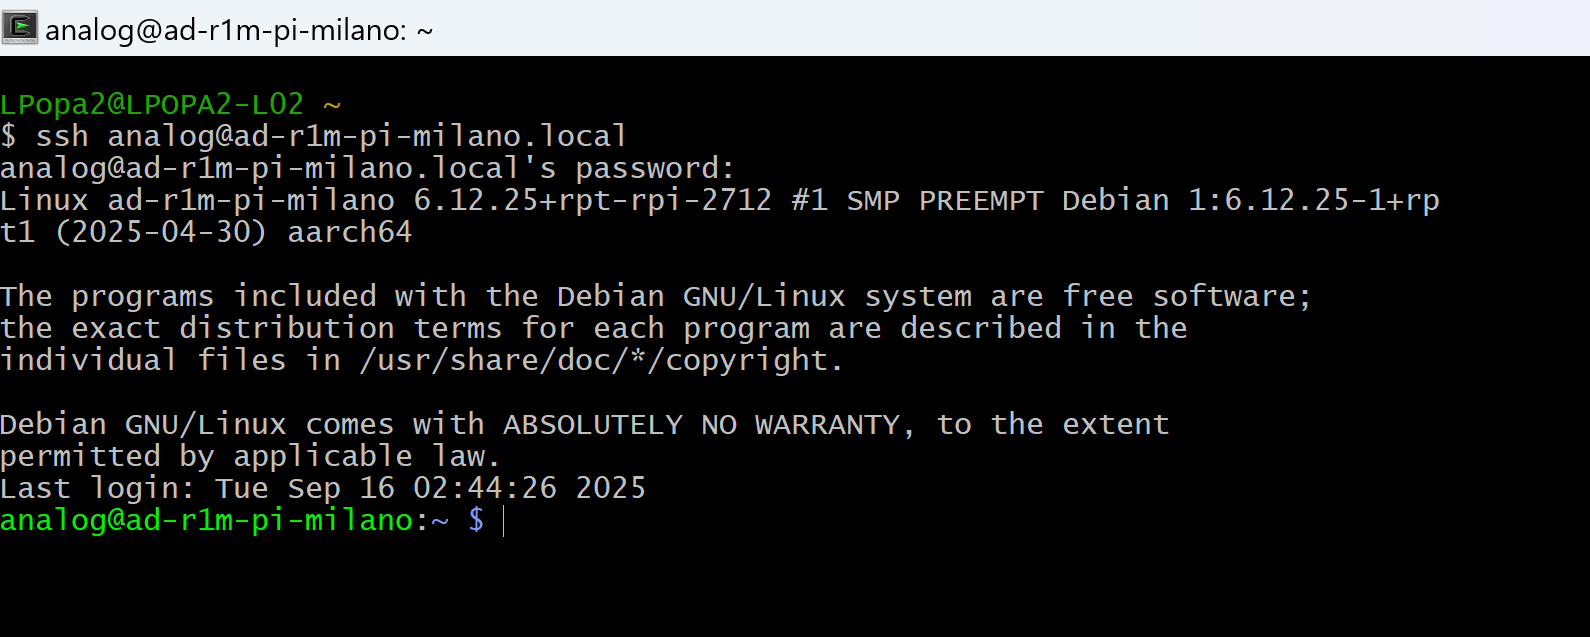 analog@ad-r1m-pi-milano: ~
LPopa2@LPOPA2-L02 ~
$ ssh analog@ad-r1m-pi-milano.local
analog@ad-r1m-pi-milano.local's password:
Linux ad-r1m-pi-milano 6.12.25+rpt-rpi-2712 #1 SMP PREEMPT Debian 1:6.12.25-1+rp
t1 (2025-04-30) aarch64
The programs included with the Debian GNU/Linux system are free software;
the exact distribution terms for each program are described in the
individual files in /usr/share/doc/*/copyright.
Debian GNU/Linux comes with ABSOLUTELY NO WARRANTY, to the extent
permitted by applicable law.
Last login: Tue Sep 16 02:44:26 2025
analog@ad-r1m-pi-milano:~ $